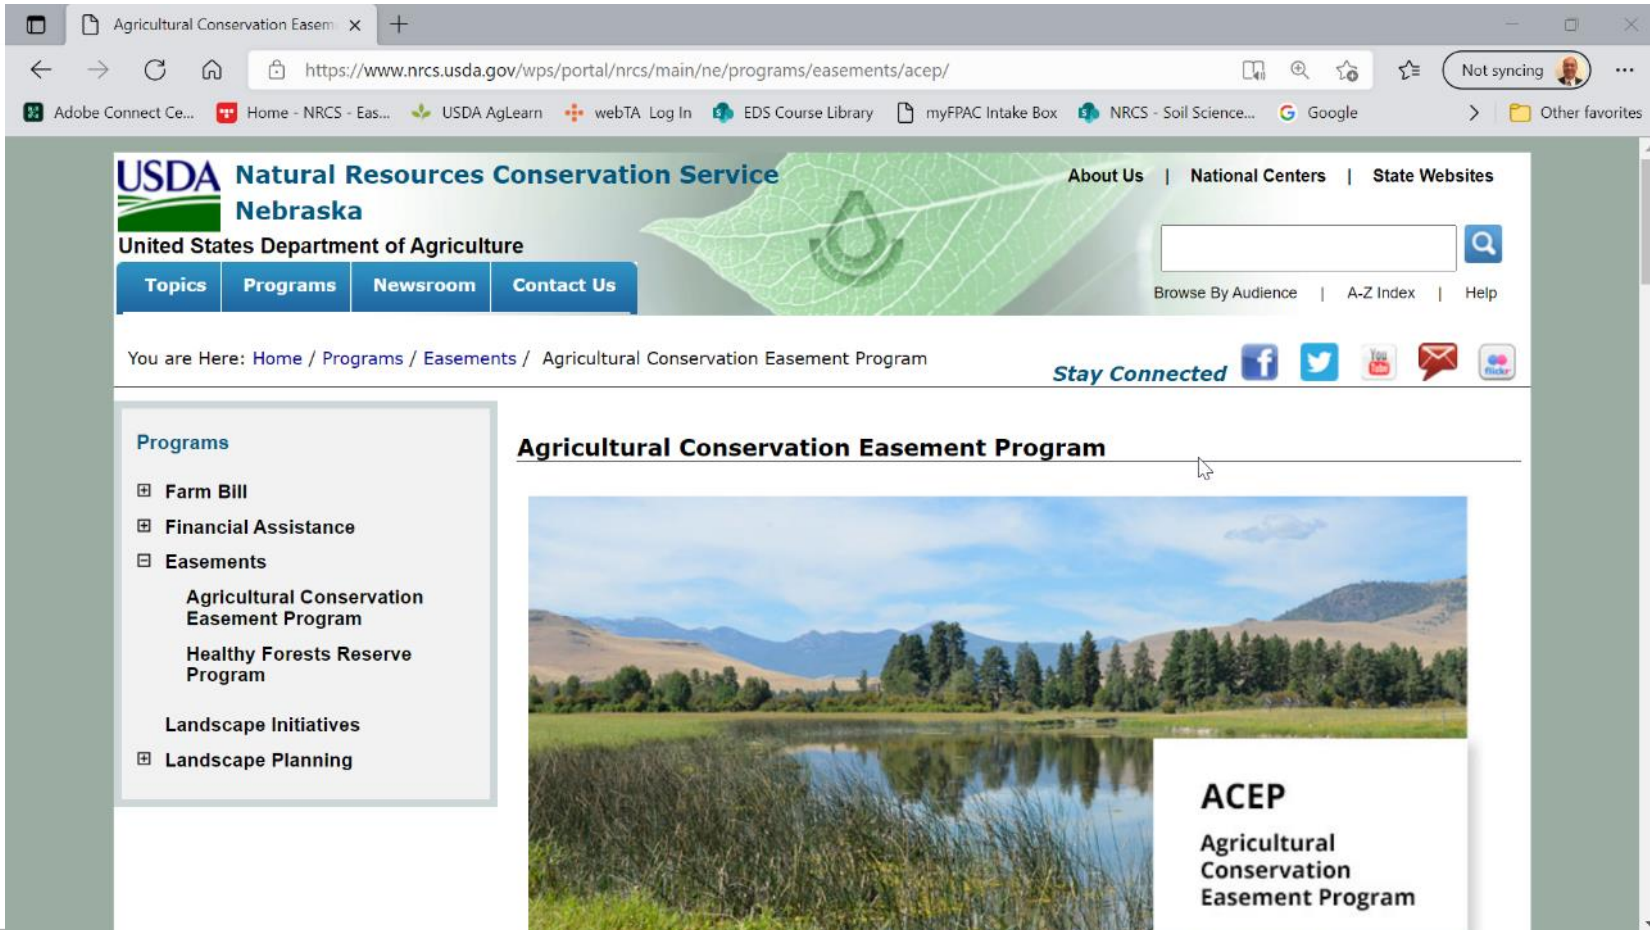 Agricultural Conservation Easem
https://www.nrcs.usda.gov/wps/portal/nrcs/main/ne/programs/easements/acep/
Not syncing
Adobe Connect Ce... Home - NRCS - Eas... USDA AgLearn webTA Log In EDS Course Library myFPAC Intake Box NRCS - Soil Science... Google Other favorites
USDA Natural Resources Conservation Service
Nebraska
United States Department of Agriculture
About Us | National Centers | State Websites
Topics Programs Newsroom Contact Us
Browse By Audience | A-Z Index | Help
You are Here: Home / Programs / Easements / Agricultural Conservation Easement Program
Stay Connected f You Tube flickr
Programs
Farm Bill
Financial Assistance
Easements
Agricultural Conservation
Easement Program
Healthy Forests Reserve
Program
Landscape Initiatives
Landscape Planning
Agricultural Conservation Easement Program
ACEP
Agricultural
Conservation
Easement Program